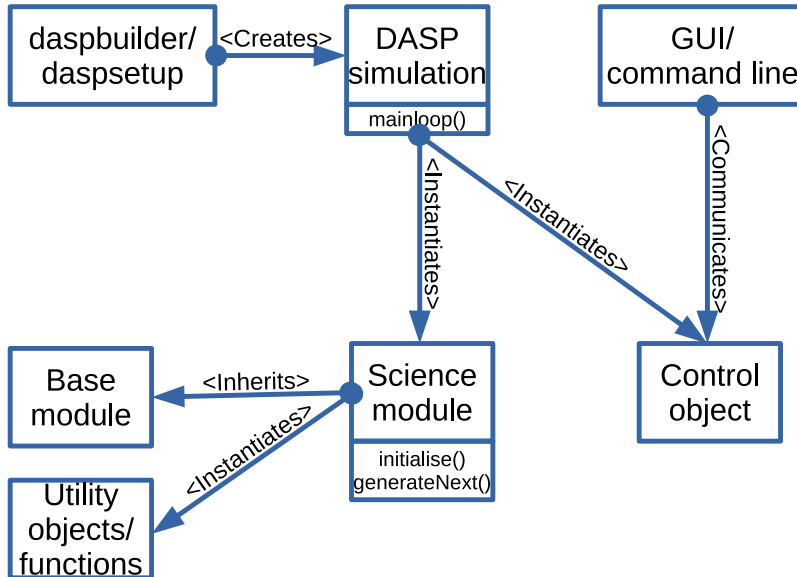 daspbuilder/
daspsetup
<Creates>
DASP
simulation
mainloop()
GUI/
command line
<Instantiates>
<Instantiates>
<Communicates>
Base
module
<Inherits>
Science
module
initialise()
generateNext()
Control
object
<Instantiates>
Utility
objects/
functions